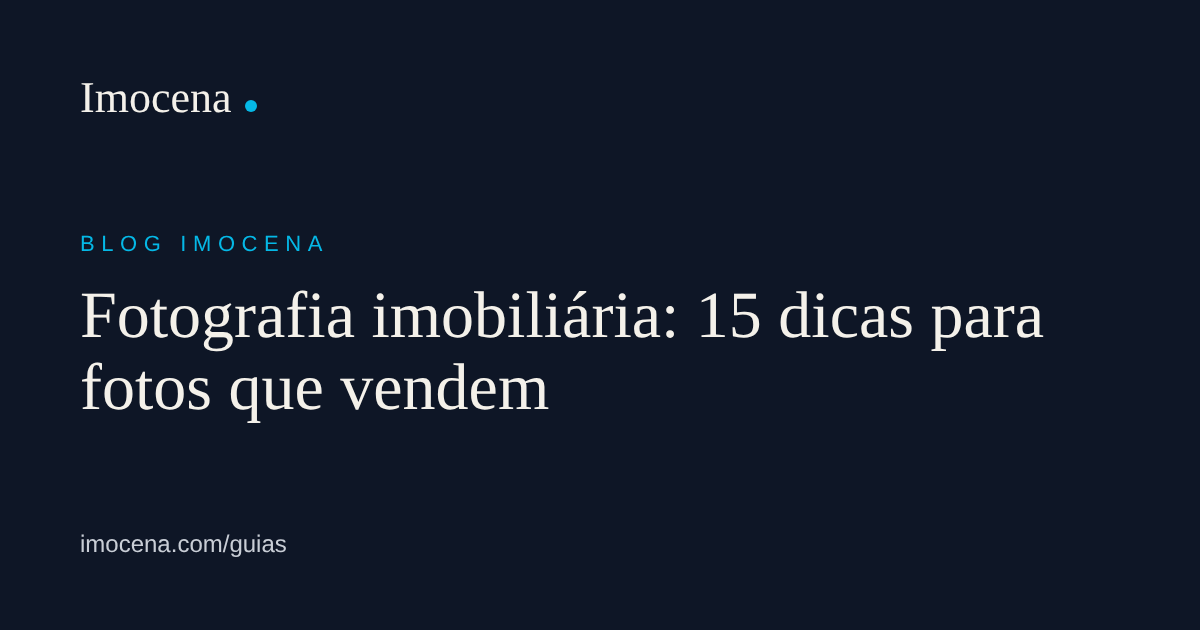 Imocena
BLOG IMOCENA
Fotografia imobiliária: 15 dicas para
fotos que vendem
imocena.com/guias